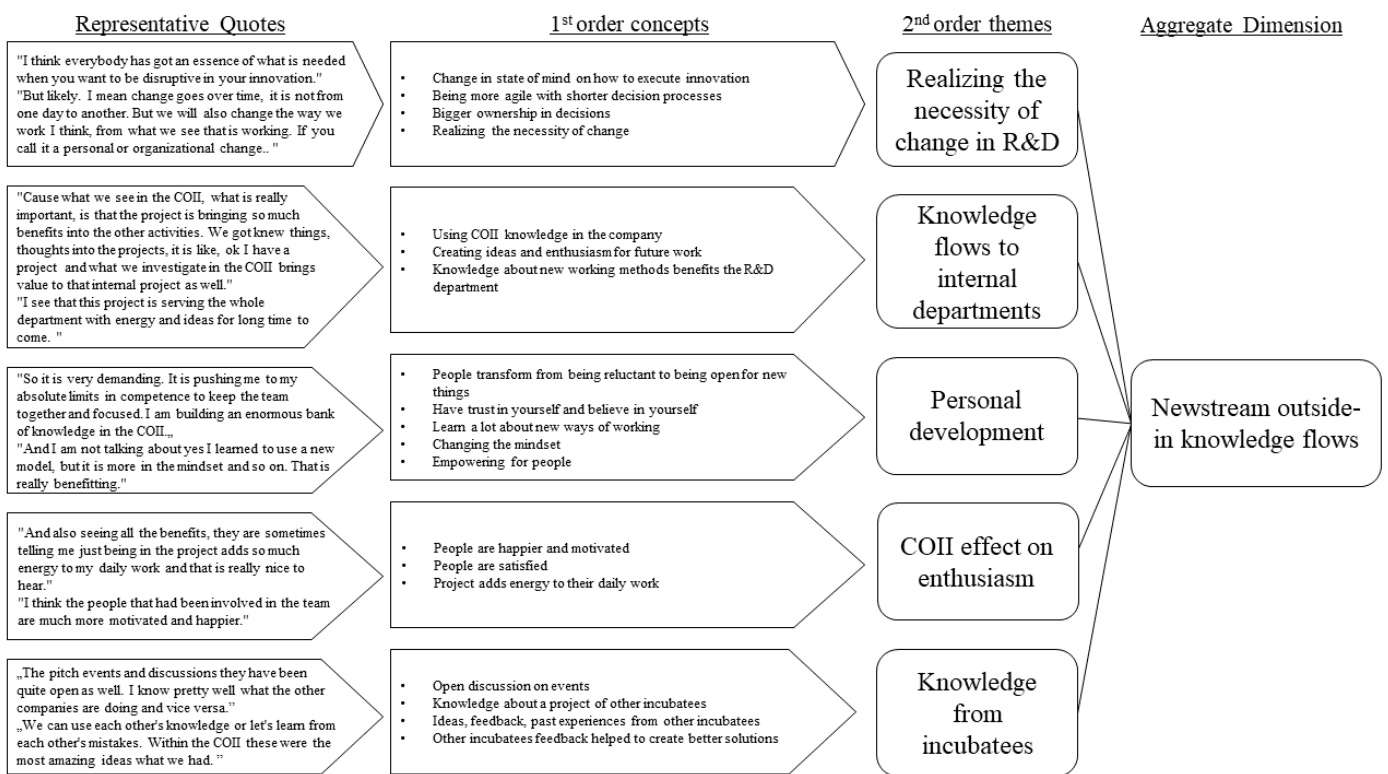 Representative Quotes
1st order concepts
2nd order themes
Aggregate Dimension
"I think everybody has got an essence of what is needed
when you want to be disruptive in your innovation."
"But likely. I mean change goes over time, it is not from
one day to another. But we will also change the way we
work I think, from what we see that is working. If you
call it a personal or organizational change.. "
• Change in state of mind on how to execute innovation
• Being more agile with shorter decision processes
• Bigger ownership in decisions
• Realizing the necessity of change
Realizing the
necessity of
change in R&D
"Cause what we see in the COII, what is really
important, is that the project is bringing so much
benefits into the other activities. We got knew things,
thoughts into the projects, it is like, ok I have a
project and what we investigate in the COII brings
value to that internal project as well."
"I see that this project is serving the whole
department with energy and ideas for long time to
come. "
• Using COII knowledge in the company
• Creating ideas and enthusiasm for future work
• Knowledge about new working methods benefits the R&D
department
Knowledge
flows to
internal
departments
"So it is very demanding. It is pushing me to my
absolute limits in competence to keep the team
together and focused. I am building an enormous bank
of knowledge in the COII.„
"And I am not talking about yes I learned to use a new
model, but it is more in the mindset and so on. That is
really benefitting."
• People transform from being reluctant to being open for new
things
• Have trust in yourself and believe in yourself
• Learn a lot about new ways of working
• Changing the mindset
• Empowering for people
Personal
development
Newstream outside-
in knowledge flows
"And also seeing all the benefits, they are sometimes
telling me just being in the project adds so much
energy to my daily work and that is really nice to
hear."
"I think the people that had been involved in the team
are much more motivated and happier."
• People are happier and motivated
• People are satisfied
• Project adds energy to their daily work
COII effect on
enthusiasm
„The pitch events and discussions they have been
quite open as well. I know pretty well what the other
companies are doing and vice versa.”
„We can use each other's knowledge or let's learn from
each other's mistakes. Within the COII these were the
most amazing ideas what we had. ”
• Open discussion on events
• Knowledge about a project of other incubatees
• Ideas, feedback, past experiences from other incubatees
• Other incubatees feedback helped to create better solutions
Knowledge
from
incubatees